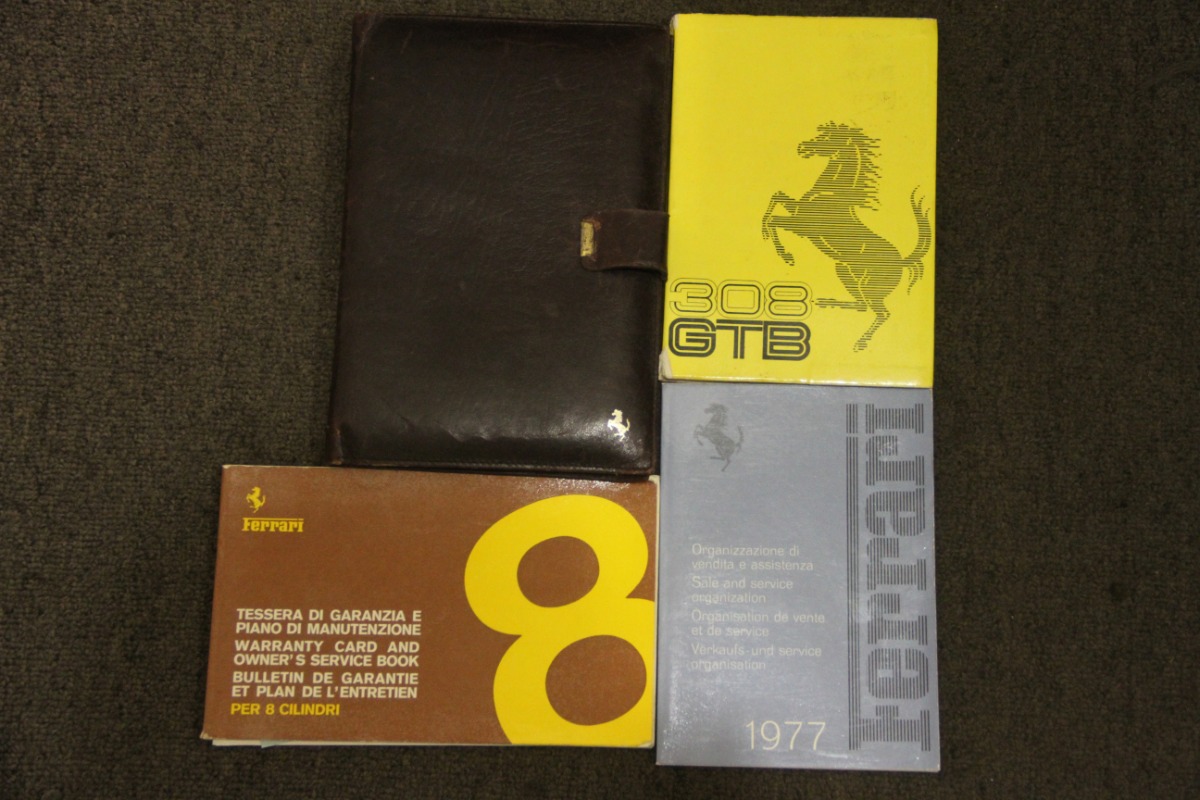 308
GTB
Ferrari
TESSERA DI GARANZIA E
PIANO DI MANUTENZIONE
WARRANTY CARD AND
OWNER'S SERVICE BOOK
BULLETIN DE GARANTIE
ET PLAN DE L'ENTRETIEN
PER 8 CILINDRI
8
Organizzazione di
vendita e assistenza
Sale and service
organization
Organisation de vente
et de service
Verkaufs-und service
organisation
1977
Ferrari